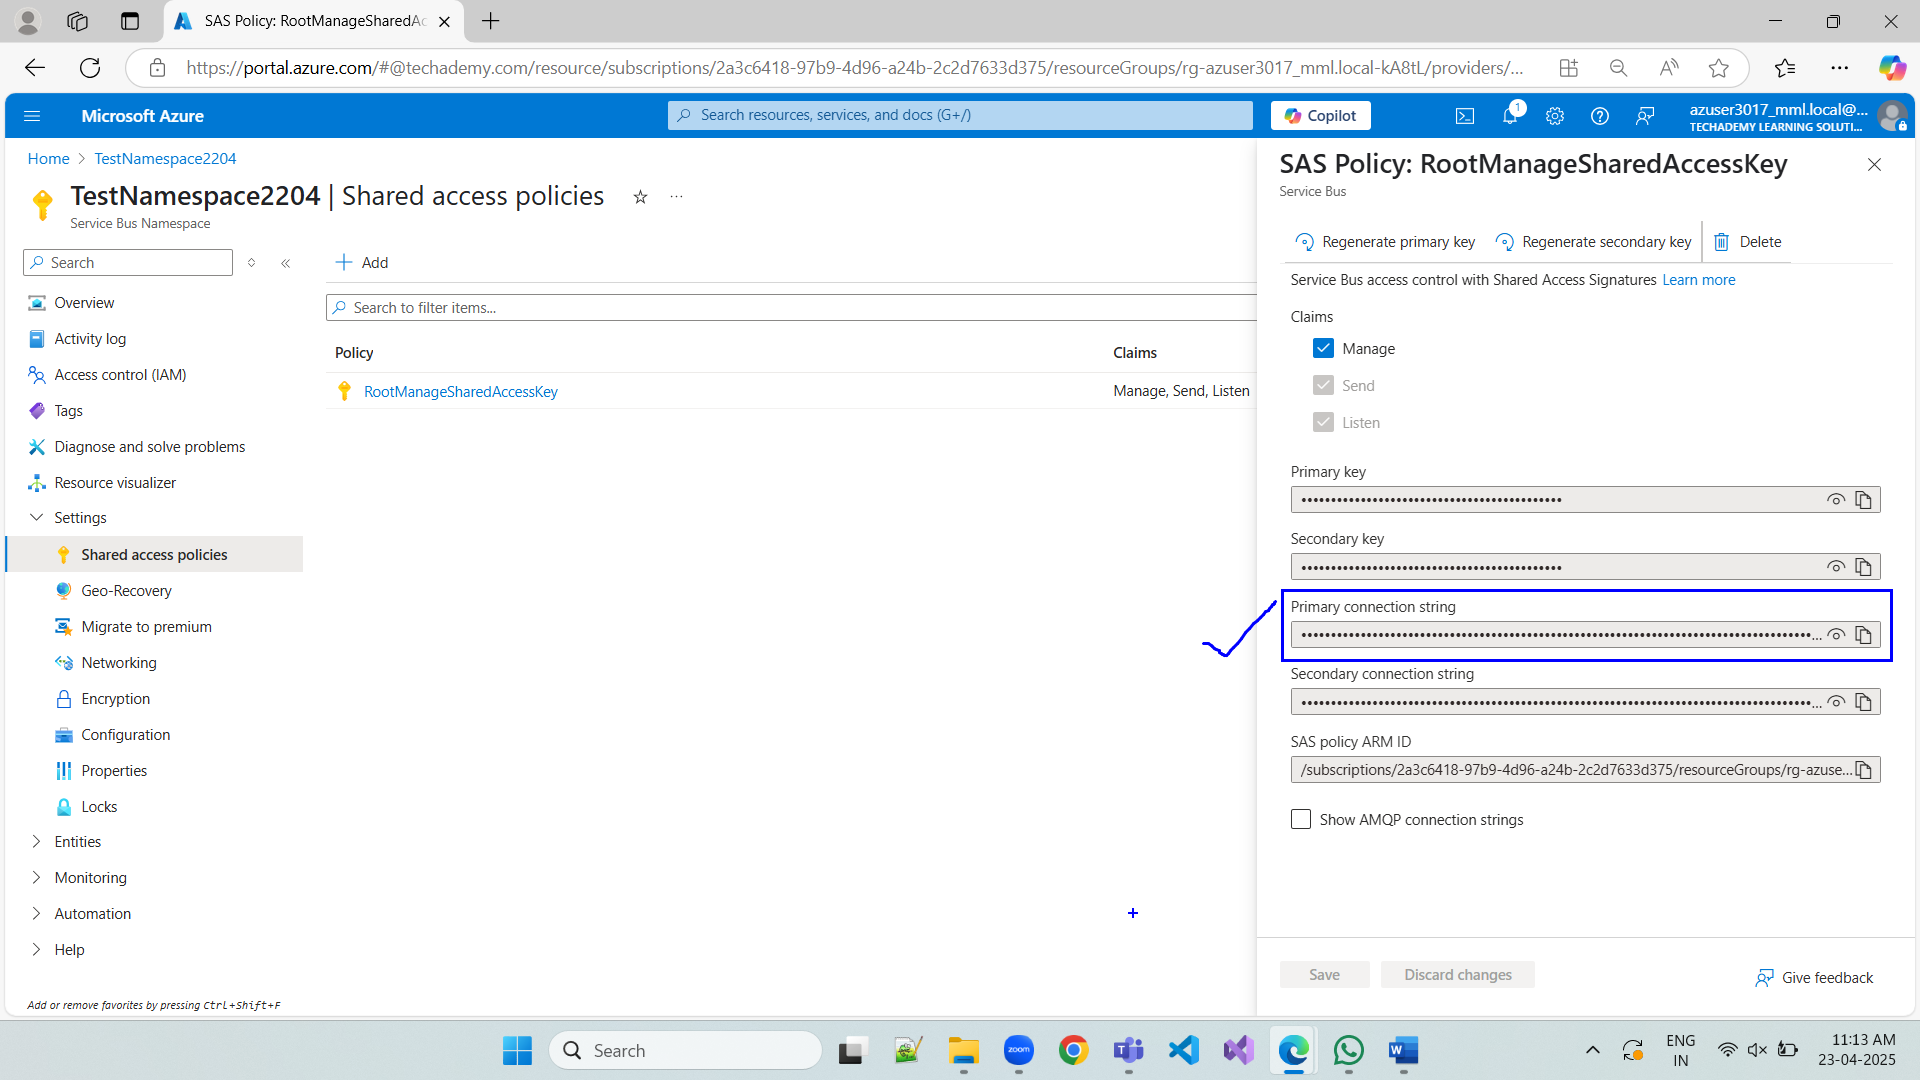 SAS Policy: RootManageSharedAc
https://portal.azure.com/#@techademy.com/resource/subscriptions/2a3c6418-97b9-4d96-a24b-2c2d7633d375/resourceGroups/rg-azuser3017_mml.local-kA8tL/providers/...
Microsoft Azure
Search resources, services, and docs (G+/)
Copilot
1
azuser3017_mml.local@...
TECHADEMY LEARNING SOLUTI...
Home > TestNamespace2204
TestNamespace2204 | Shared access policies
Service Bus Namespace
Search
Overview
Activity log
Access control (IAM)
Tags
Diagnose and solve problems
Resource visualizer
Settings
Shared access policies
Geo-Recovery
Migrate to premium
Networking
Encryption
Configuration
Properties
Locks
Entities
Monitoring
Automation
Help
Add or remove favorites by pressing Ctrl+Shift+F
Add
Search to filter items...
Policy Claims
RootManageSharedAccessKey Manage, Send, Listen
SAS Policy: RootManageSharedAccessKey
Service Bus
Regenerate primary key Regenerate secondary key Delete
Service Bus access control with Shared Access Signatures Learn more
Claims
Manage
Send
Listen
Primary key
Secondary key
Primary connection string
Secondary connection string
SAS policy ARM ID
/subscriptions/2a3c6418-97b9-4d96-a24b-2c2d7633d375/resourceGroups/rg-azuse...
Show AMQP connection strings
Save Discard changes Give feedback
Search
zoom
ENG
IN
11:13 AM
23-04-2025